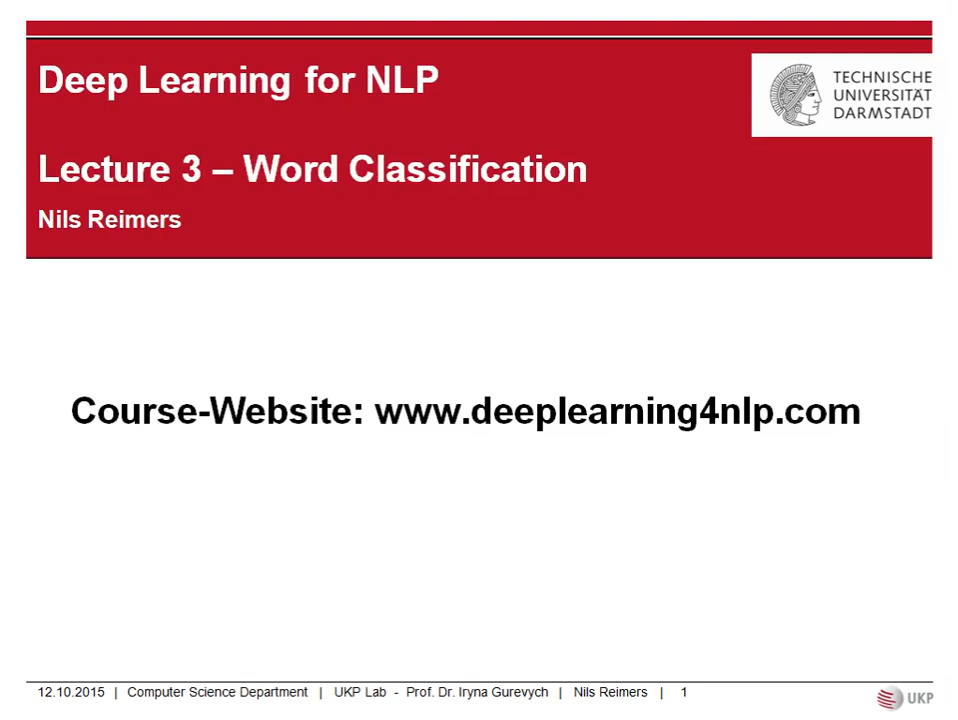 Deep Learning for NLP
TECHNISCHE
UNIVERSITÄT
DARMSTADT
Lecture 3 – Word Classification
Nils Reimers
Course-Website: www.deeplearning4nlp.com
12.10.2015 | Computer Science Department | UKP Lab - Prof. Dr. Iryna Gurevych | Nils Reimers | 1
UKP